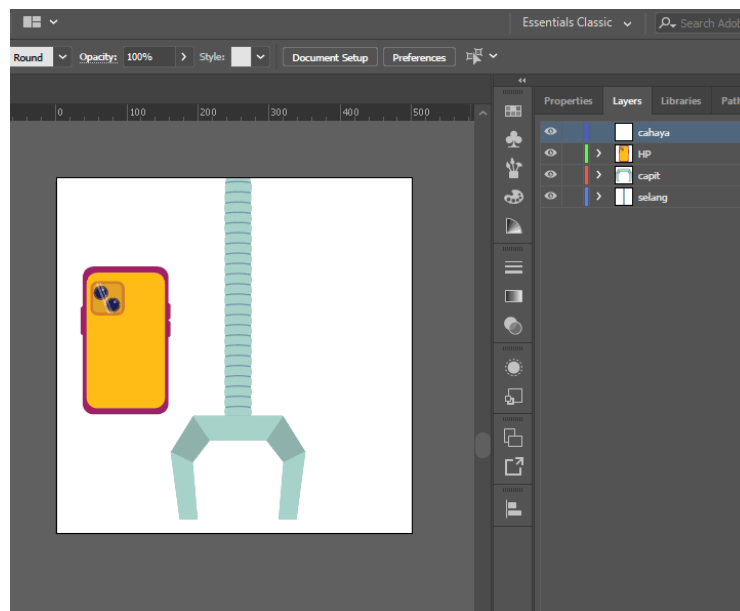 Essentials Classic
Search Adob
Round
Opacity:
100%
Style:
Document Setup
Preferences
0 100 200 300 400 500
Properties Layers Libraries Path
cahaya
HP
capit
selang